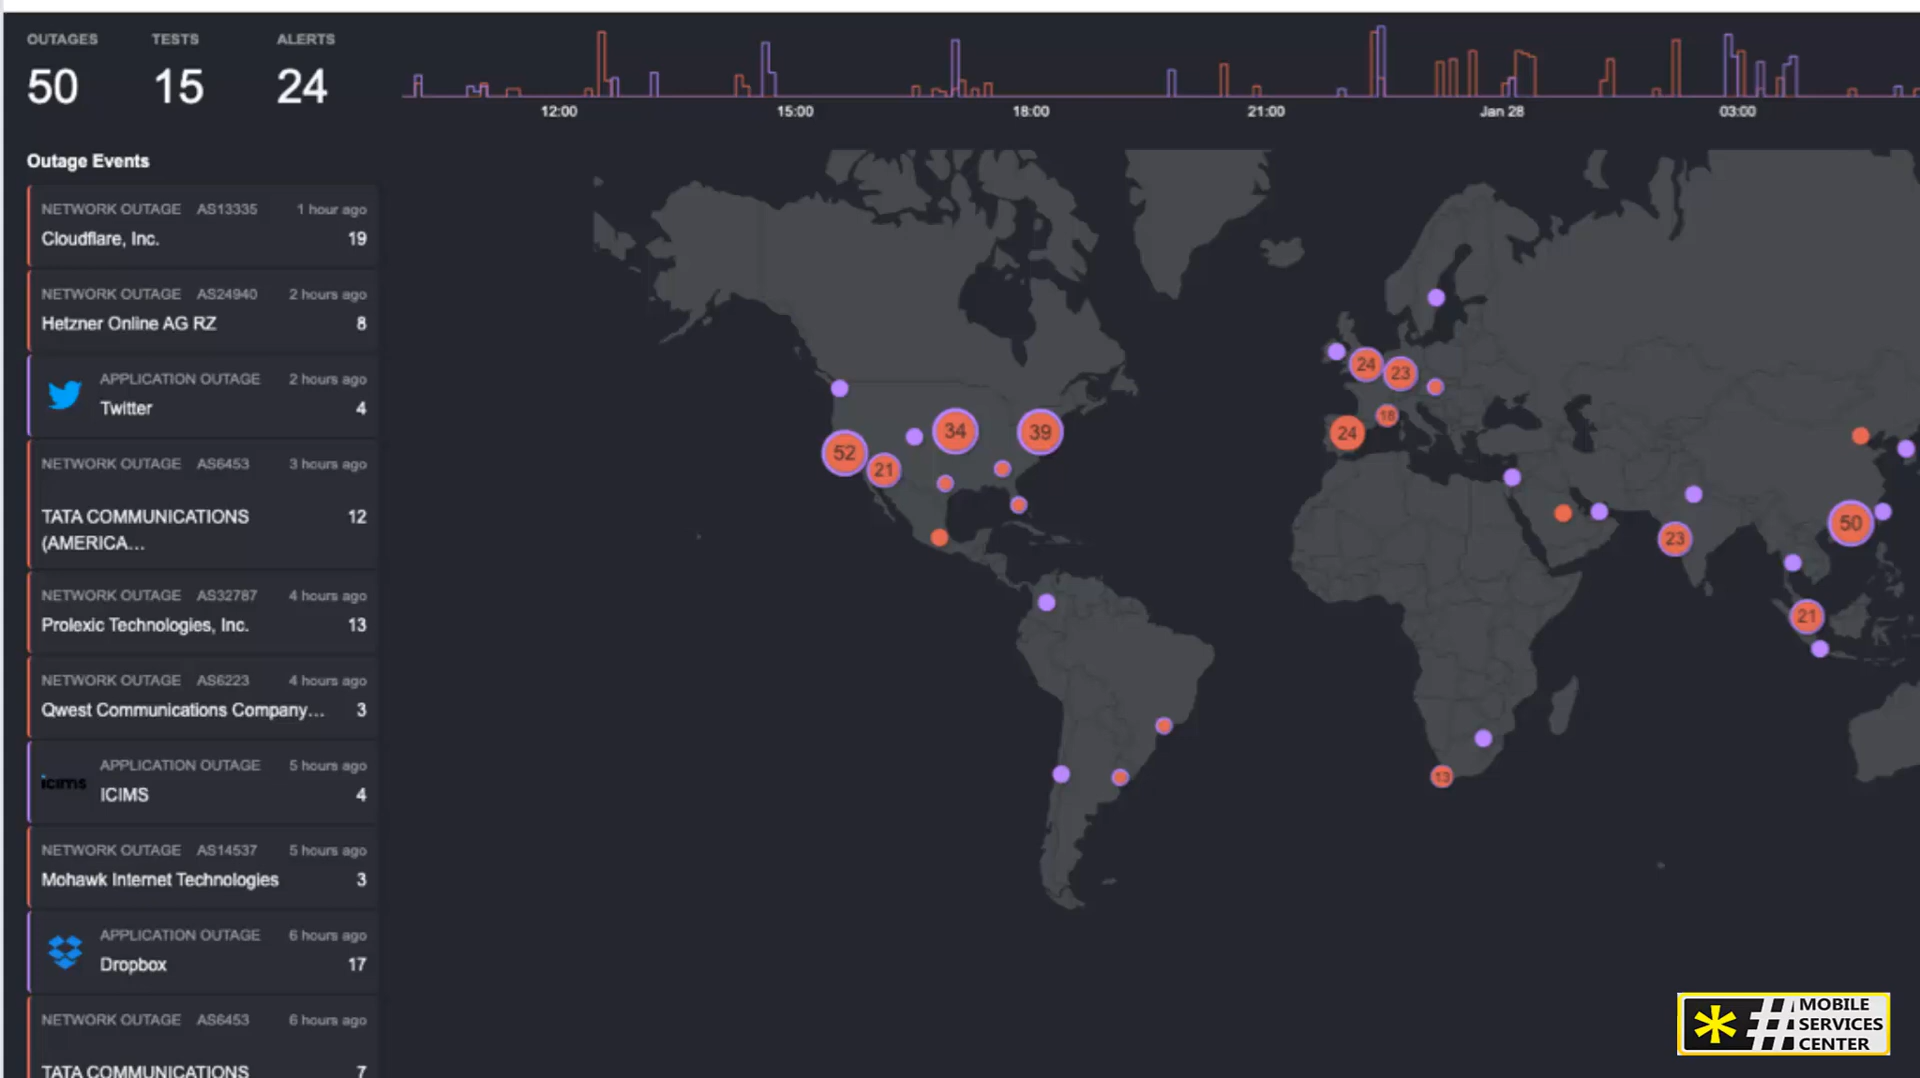 OUTAGES TESTS ALERTS
50 15 24
12:00 15:00 18:00 21:00 Jan 28 03:00
Outage Events
NETWORK OUTAGE AS13335 1 hour ago
Cloudflare, Inc. 19
NETWORK OUTAGE AS24940 2 hours ago
Hetzner Online AG RZ 8
APPLICATION OUTAGE 2 hours ago
Twitter 4
NETWORK OUTAGE AS6453 3 hours ago
TATA COMMUNICATIONS 12
(AMERICA...
NETWORK OUTAGE AS32787 4 hours ago
Prolexic Technologies, Inc. 13
NETWORK OUTAGE AS6223 4 hours ago
Qwest Communications Company... 3
icims
APPLICATION OUTAGE 5 hours ago
ICIMS 4
NETWORK OUTAGE AS14537 5 hours ago
Mohawk Internet Technologies 3
APPLICATION OUTAGE 6 hours ago
Dropbox 17
NETWORK OUTAGE AS6453 6 hours ago
TATA COMMUNICATIONS 7
24 23
18
34 39 24
52 21
50
23
21
13
*# MOBILE
SERVICES
CENTER